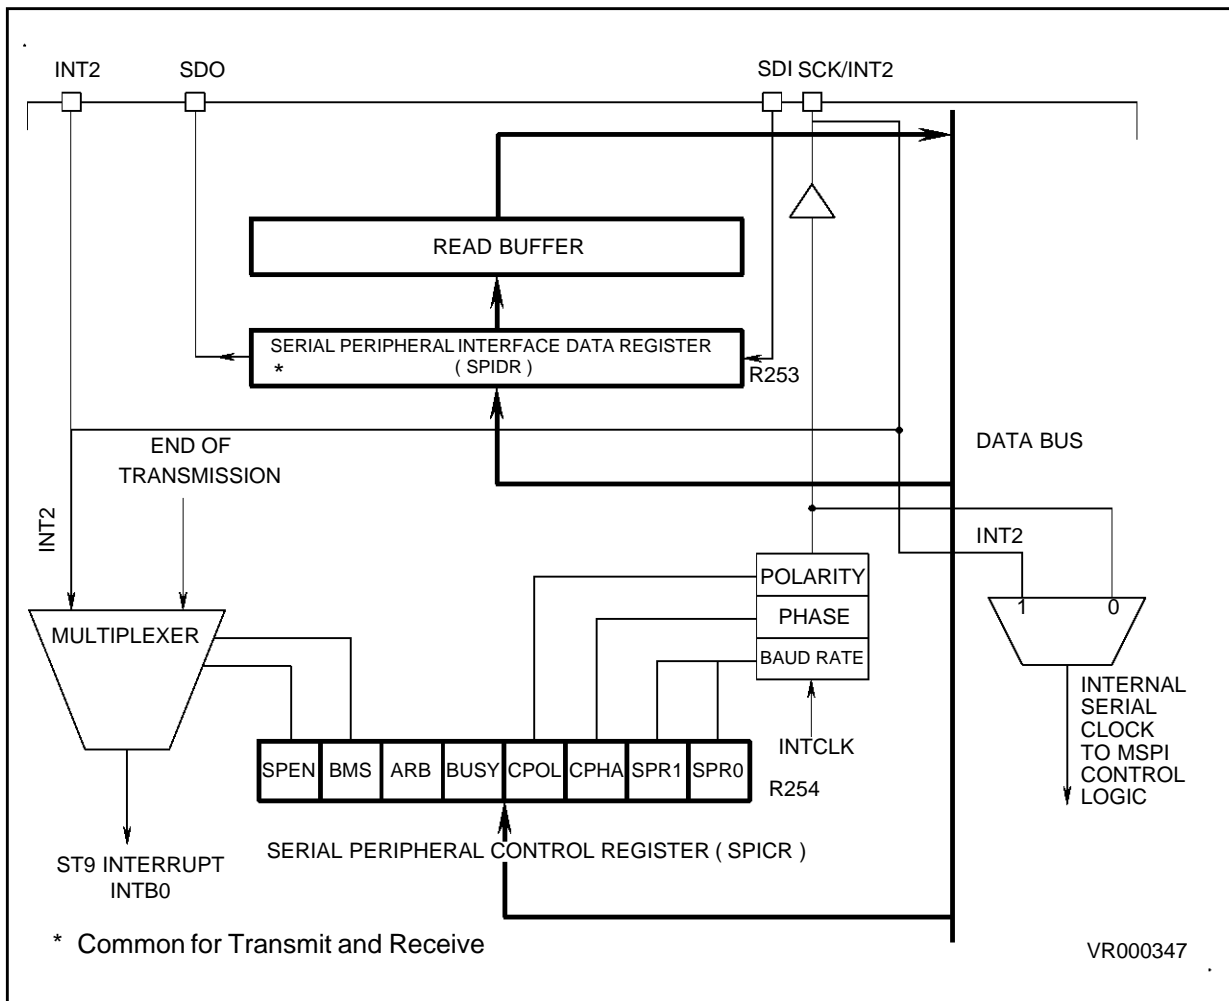 INT2 SDO SDI SCK/INT2
READ BUFFER
SERIAL PERIPHERAL INTERFACE DATA REGISTER
* ( SPIDR )
R253
END OF
TRANSMISSION
DATA BUS
INT2
INT2
POLARITY
PHASE
BAUD RATE
1 0
MULTIPLEXER
INTERNAL
SERIAL
CLOCK
TO MSPI
CONTROL
LOGIC
INTCLK
SPEN BMS ARB BUSY CPOL CPHA SPR1 SPR0
R254
SERIAL PERIPHERAL CONTROL REGISTER ( SPICR )
ST9 INTERRUPT
INTB0
* Common for Transmit and Receive
VR000347